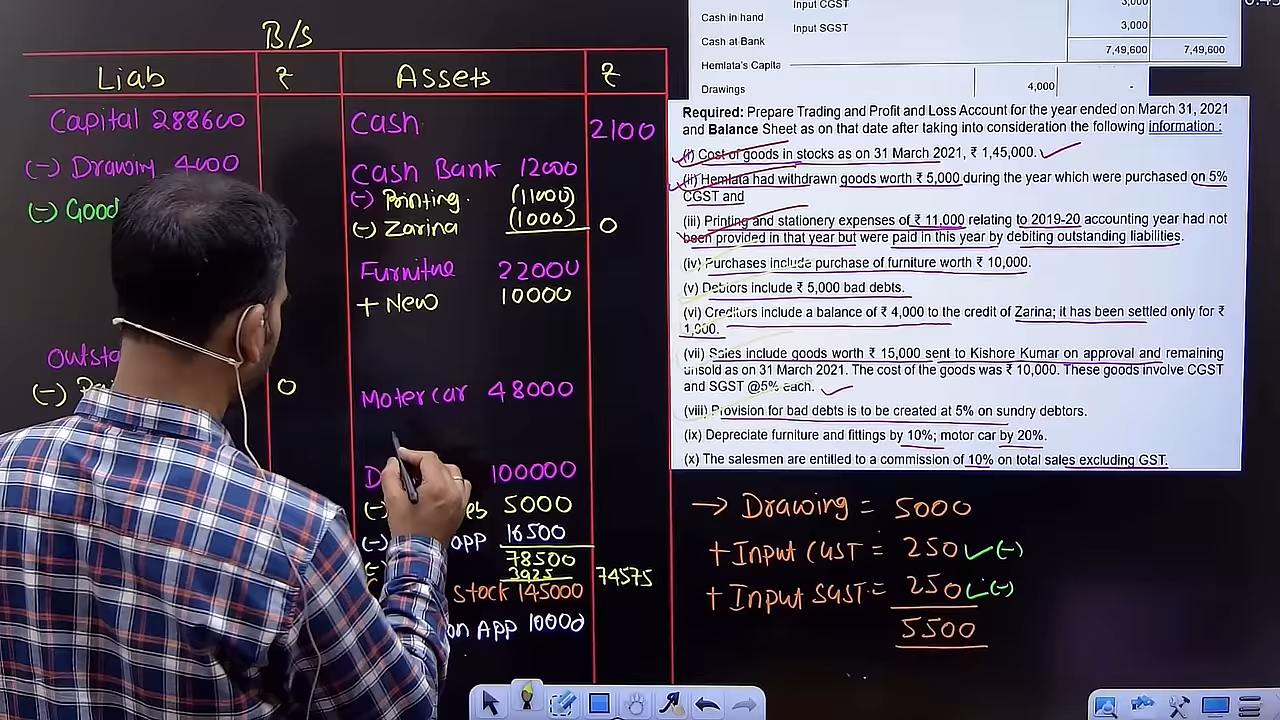 B/S
Liab ₹ Assets ₹
Capital 288600
(-) Drawing 4000
(-) Good
Outsta
(-)
0
Cash 2100
Cash Bank 12000
(-) Printing. (11000)
(-) Zarina (1000) 0
Furniture 22000
+ New 10000
Moter car 48000
D 100000
(-) es 5000
(-) app 16500
(-) 78500
3925 74575
stock 145000
on App 10000
Input CGST 3,000
Cash in hand
Input SGST 3,000
Cash at Bank
7,49,600 7,49,600
Hemlata's Capita
Drawings 4,000 -
Required: Prepare Trading and Profit and Loss Account for the year ended on March 31, 2021
and Balance Sheet as on that date after taking into consideration the following information :
(i) Cost of goods in stocks as on 31 March 2021, ₹ 1,45,000.
(ii) Hemlata had withdrawn goods worth ₹ 5,000 during the year which were purchased on 5%
CGST and
(iii) Printing and stationery expenses of ₹ 11,000 relating to 2019-20 accounting year had not
been provided in that year but were paid in this year by debiting outstanding liabilities.
(iv) Purchases include purchase of furniture worth ₹ 10,000.
(v) Debtors include ₹ 5,000 bad debts.
(vi) Creditors include a balance of ₹ 4,000 to the credit of Zarina; it has been settled only for ₹
1,000.
(vii) Sales include goods worth ₹ 15,000 sent to Kishore Kumar on approval and remaining
unsold as on 31 March 2021. The cost of the goods was ₹ 10,000. These goods involve CGST
and SGST @5% each.
(viii) Provision for bad debts is to be created at 5% on sundry debtors.
(ix) Depreciate furniture and fittings by 10%; motor car by 20%.
(x) The salesmen are entitled to a commission of 10% on total sales excluding GST.
→ Drawing = 5000
+ Input CGST = 250 ✓ (-)
+ Input SGST = 250 ✓ (-)
5500